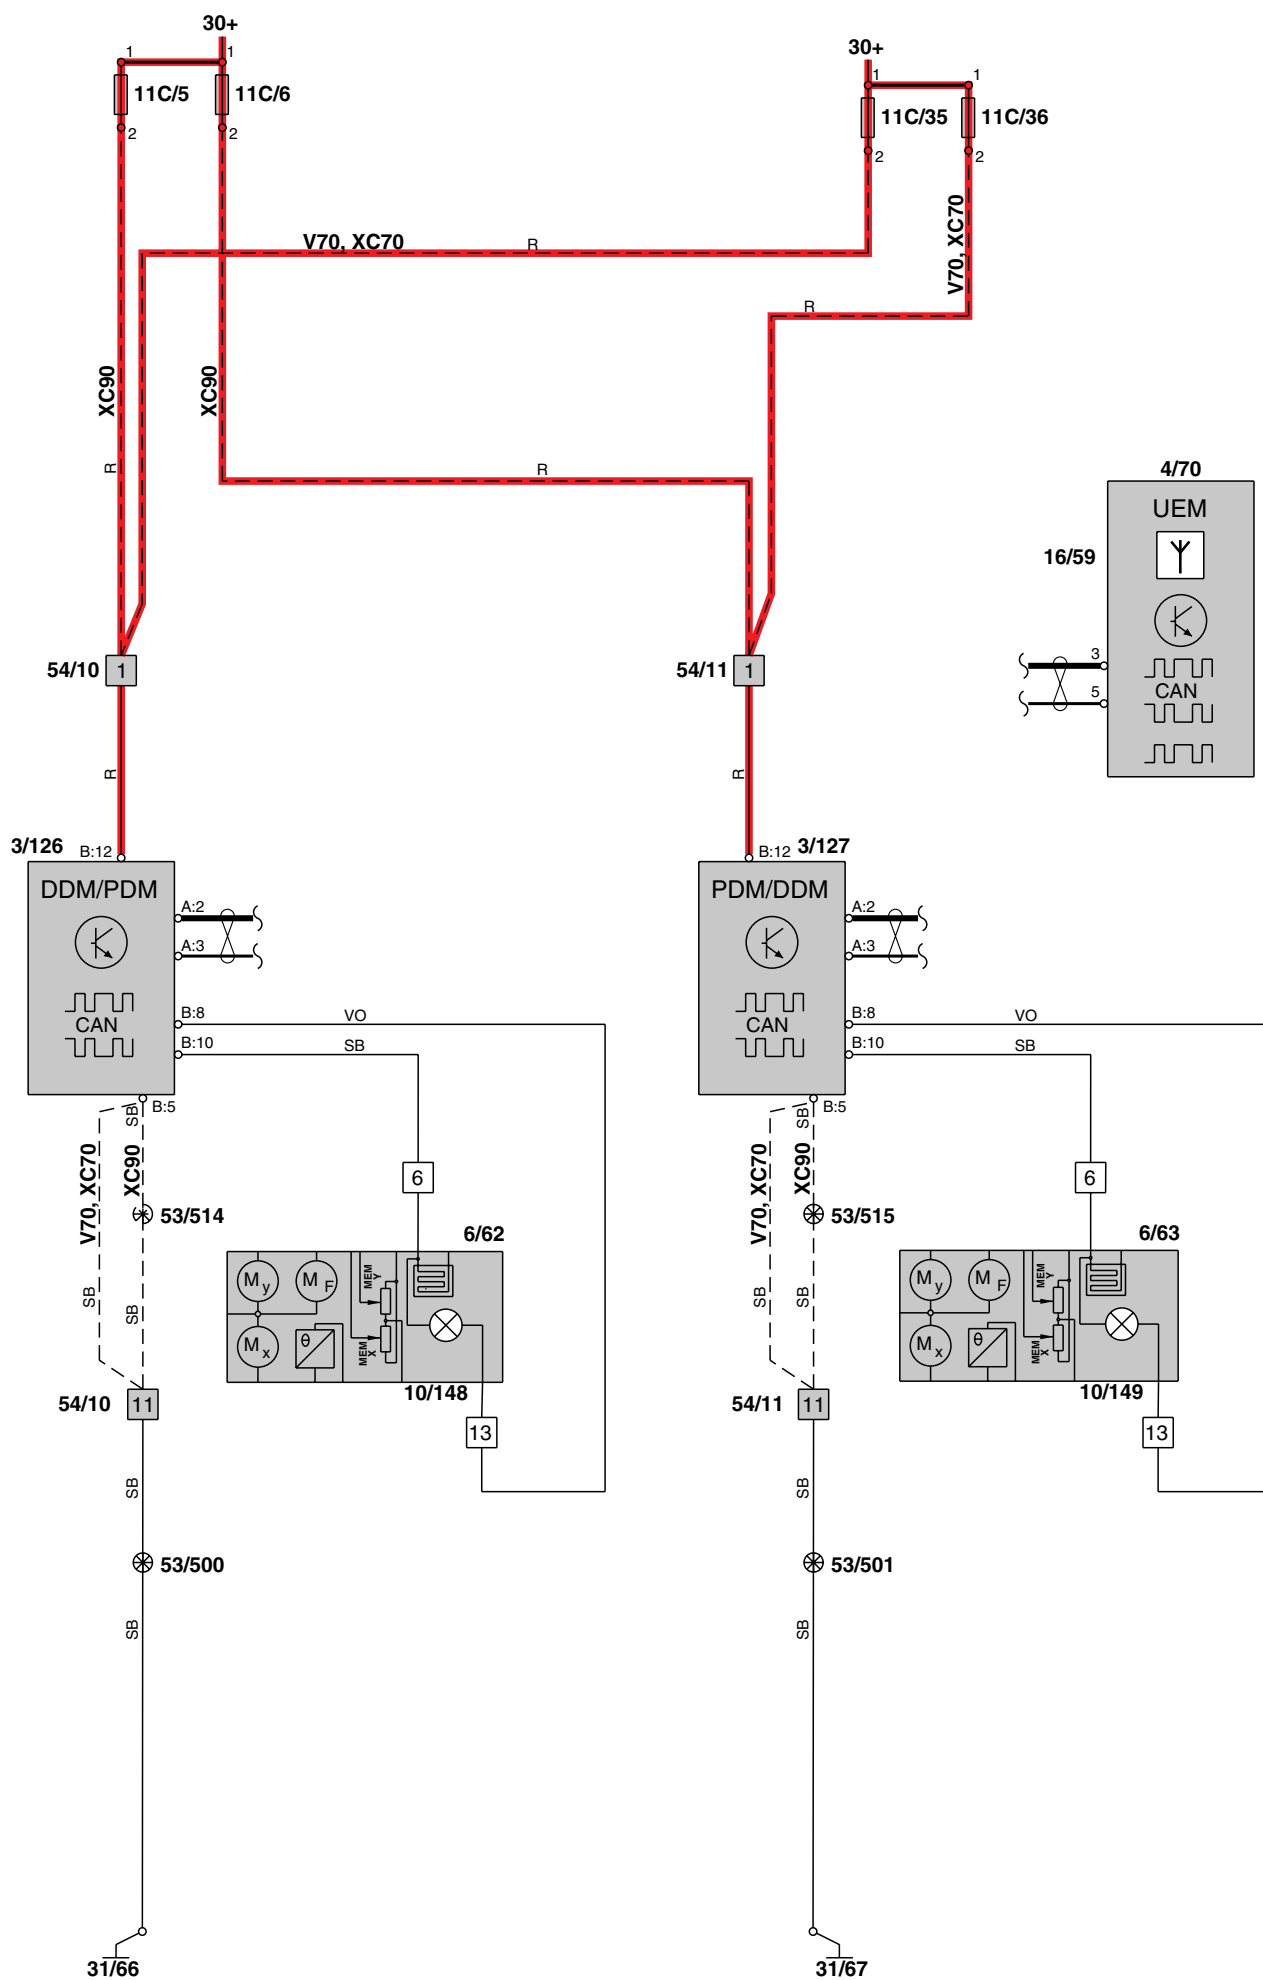 30+
30+
1
1
1
1
11C/5
11C/6
11C/35
11C/36
2
2
2
2
V70, XC70
R
V70, XC70
R
XC90
XC90
R
R
4/70
UEM
16/59
3
CAN
5
54/10
1
54/11
1
R
R
3/126
B:12
B:12
3/127
DDM/PDM
A:2
A:3
CAN
B:8
VO
B:10
SB
B:5
PDM/DDM
A:2
A:3
CAN
B:8
VO
B:10
SB
B:5
SB
SB
V70, XC70
XC90
V70, XC70
XC90
6
6
53/514
53/515
6/62
6/63
My
MF
MEM Y
Mx
θ
MEM X
My
MF
MEM Y
Mx
θ
MEM X
SB
SB
SB
SB
10/148
10/149
54/10
11
54/11
11
13
13
SB
SB
53/500
53/501
SB
SB
31/66
31/67